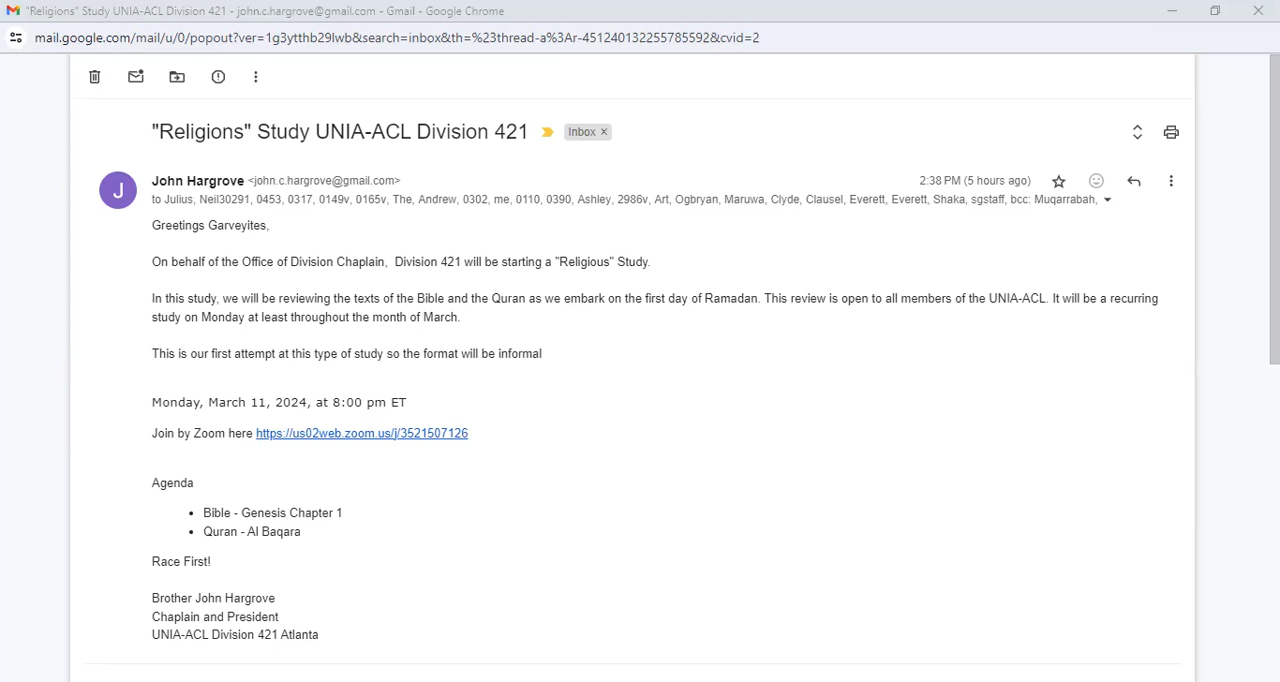 "Religions" Study UNIA-ACL Division 421 - john.c.hargrove@gmail.com - Gmail - Google Chrome
mail.google.com/mail/u/0/popout?ver=1g3ytthb29lwb&search=inbox&th=%23thread-a%3Ar-451240132255785592&cvid=2
"Religions" Study UNIA-ACL Division 421 Inbox ×
J
John Hargrove <john.c.hargrove@gmail.com> 2:38 PM (5 hours ago)
to Julius, Neil30291, 0453, 0317, 0149v, 0165v, The, Andrew, 0302, me, 0110, 0390, Ashley, 2986v, Art, Ogbryan, Maruwa, Clyde, Clausel, Everett, Everett, Shaka, sgstaff, bcc: Muqarrabah,
Greetings Garveyites,
On behalf of the Office of Division Chaplain, Division 421 will be starting a "Religious" Study.
In this study, we will be reviewing the texts of the Bible and the Quran as we embark on the first day of Ramadan. This review is open to all members of the UNIA-ACL. It will be a recurring
study on Monday at least throughout the month of March.
This is our first attempt at this type of study so the format will be informal
Monday, March 11, 2024, at 8:00 pm ET
Join by Zoom here https://us02web.zoom.us/j/3521507126
Agenda
• Bible - Genesis Chapter 1
• Quran - Al Baqara
Race First!
Brother John Hargrove
Chaplain and President
UNIA-ACL Division 421 Atlanta